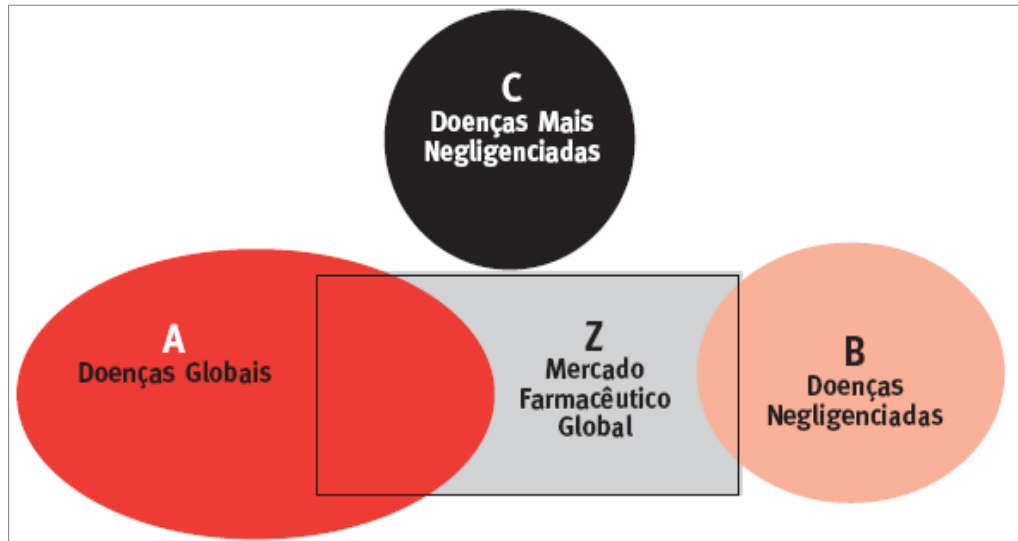 C
Doenças Mais
Negligenciadas
A
Doenças Globais
Z
Mercado
Farmacêutico
Global
B
Doenças
Negligenciadas